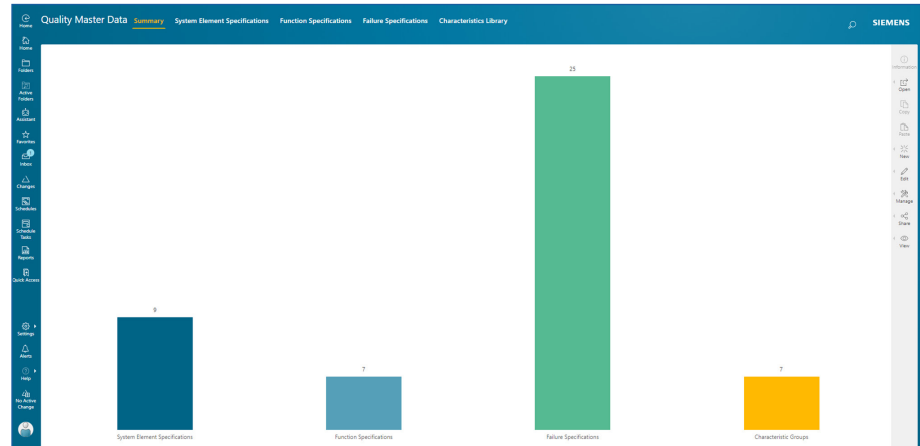 Home
Quality Master Data
Summary
System Element Specifications
Function Specifications
Failure Specifications
Characteristics Library
SIEMENS
Home
Folders
Active
Folders
Assistant
Favorites
Inbox
Changes
Schedules
Schedule
Tasks
Reports
Quick Access
Settings
Alerts
Help
No Active
Change
25
9
7
7
System Element Specifications
Function Specifications
Failure Specifications
Characteristic Groups
Information
Open
Copy
Paste
New
Edit
Manage
Share
View